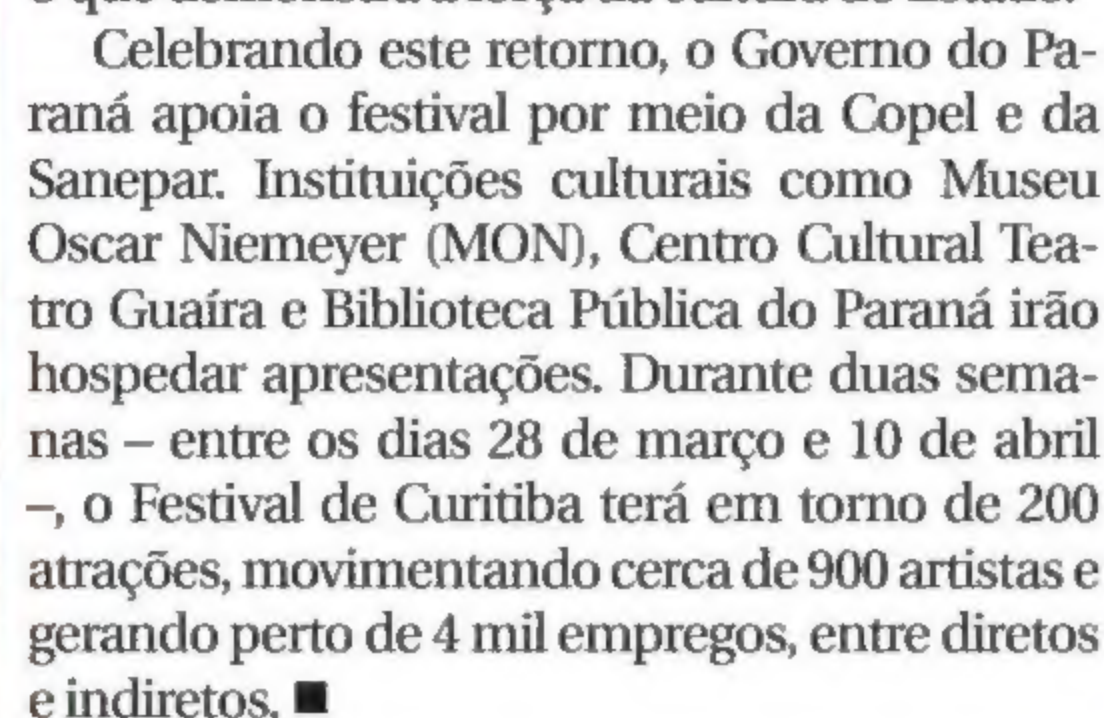 Celebrando este retorno, o Governo do Pa-
raná apoia o festival por meio da Copel e da
Sanepar. Instituições culturais como Museu
Oscar Niemeyer (MON), Centro Cultural Tea-
tro Guaíra e Biblioteca Pública do Paraná irão
hospedar apresentações. Durante duas sema-
nas – entre os dias 28 de março e 10 de abril
–, o Festival de Curitiba terá em torno de 200
atrações, movimentando cerca de 900 artistas e
gerando perto de 4 mil empregos, entre diretos
e indiretos. ■